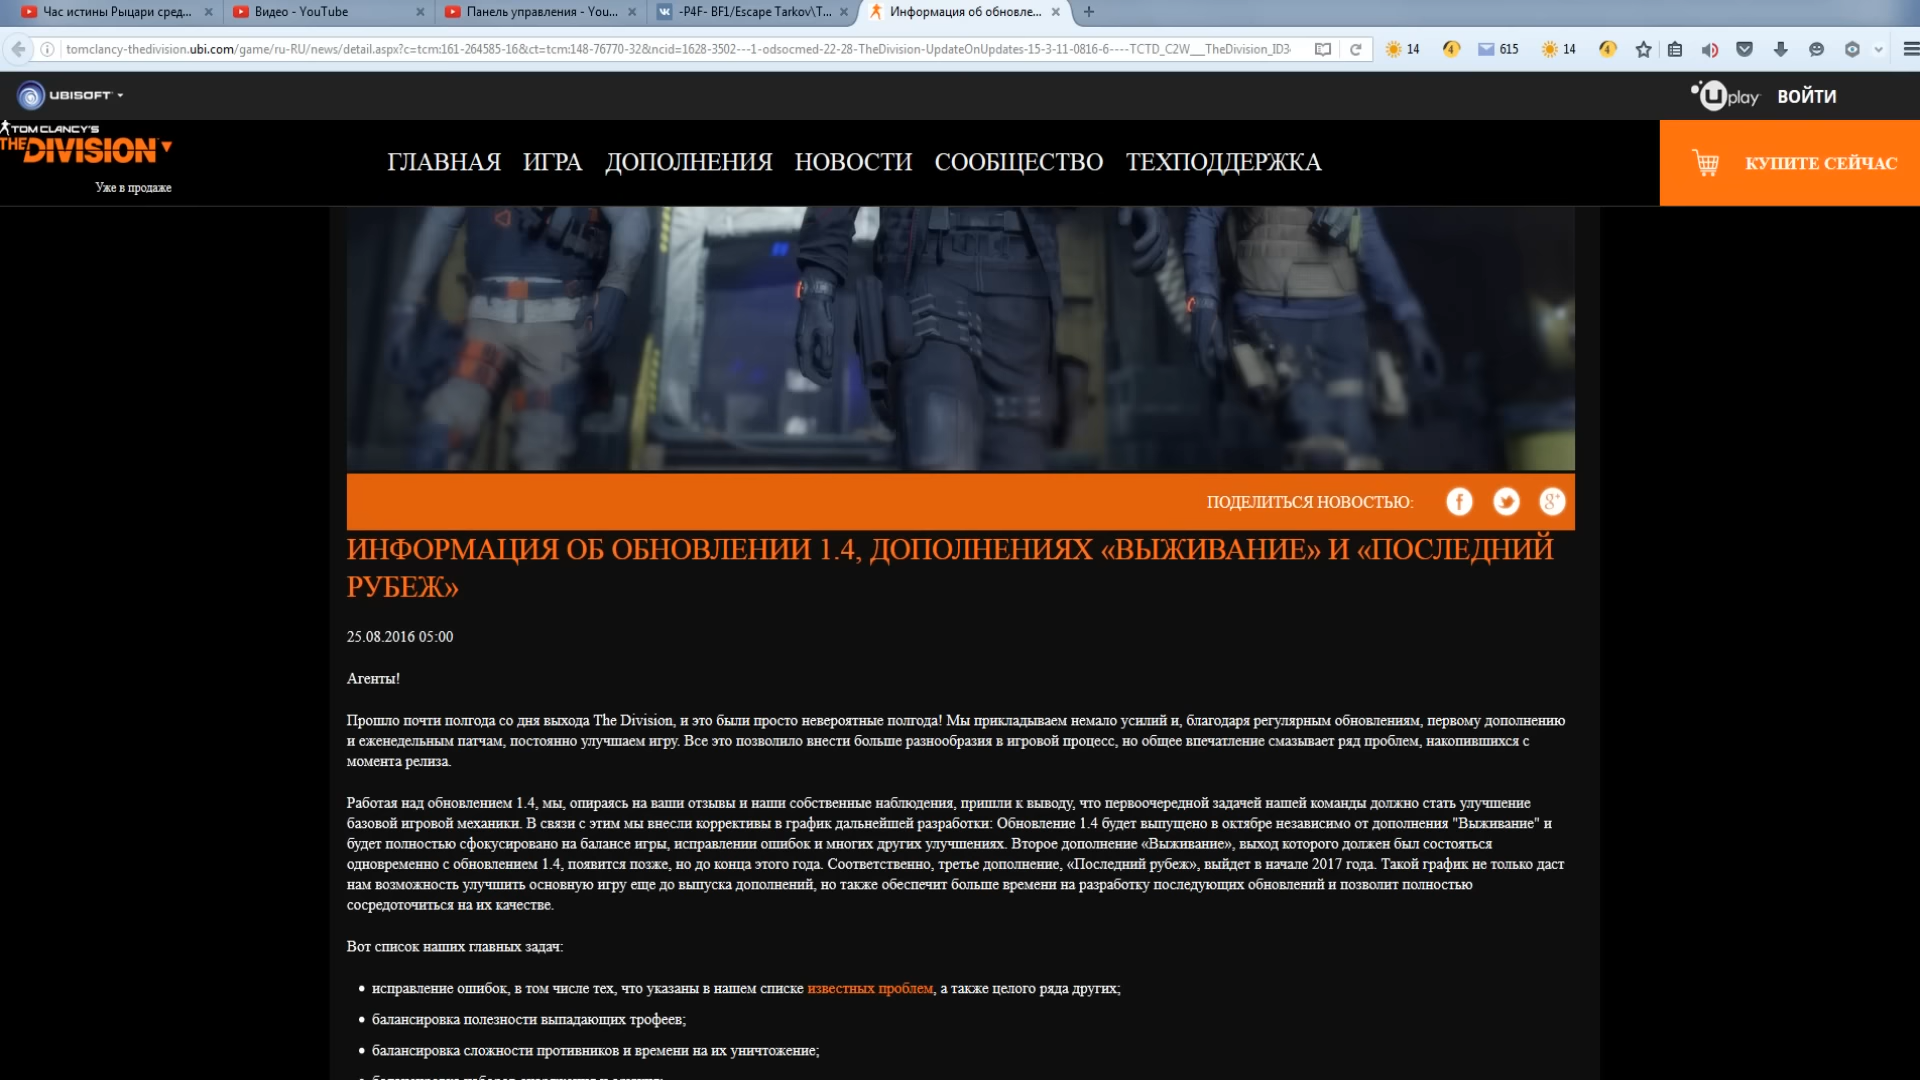 Час истины Рыцари сред...
Видео - YouTube
Панель управления - You...
-P4F- BF1/Escape Tarkov\T...
Информация об обновле...
tomclancy-thedivision.ubi.com/game/ru-RU/news/detail.aspx?c=tcm:161-264585-16&ct=tcm:148-76770-32&ncid=1628-3502---1-odsocmed-22-28-TheDivision-UpdateOnUpdates-15-3-11-0816-6----TCTD_C2W__TheDivision_ID3
14
4
615
14
4
UBISOFT
Uplay
ВОЙТИ
TOM CLANCY'S
THE DIVISION
Уже в продаже
ГЛАВНАЯ ИГРА ДОПОЛНЕНИЯ НОВОСТИ СООБЩЕСТВО ТЕХПОДДЕРЖКА
КУПИТЕ СЕЙЧАС
ПОДЕЛИТЬСЯ НОВОСТЬЮ:
ИНФОРМАЦИЯ ОБ ОБНОВЛЕНИИ 1.4, ДОПОЛНЕНИЯХ «ВЫЖИВАНИЕ» И «ПОСЛЕДНИЙ
РУБЕЖ»
25.08.2016 05:00
Агенты!
Прошло почти полгода со дня выхода The Division, и это были просто невероятные полгода! Мы прикладываем немало усилий и, благодаря регулярным обновлениям, первому дополнению
и еженедельным патчам, постоянно улучшаем игру. Все это позволило внести больше разнообразия в игровой процесс, но общее впечатление смазывает ряд проблем, накопившихся с
момента релиза.
Работая над обновлением 1.4, мы, опираясь на ваши отзывы и наши собственные наблюдения, пришли к выводу, что первоочередной задачей нашей команды должно стать улучшение
базовой игровой механики. В связи с этим мы внесли коррективы в график дальнейшей разработки: Обновление 1.4 будет выпущено в октябре независимо от дополнения "Выживание" и
будет полностью сфокусировано на балансе игры, исправлении ошибок и многих других улучшениях. Второе дополнение «Выживание», выход которого должен был состояться
одновременно с обновлением 1.4, появится позже, но до конца этого года. Соответственно, третье дополнение, «Последний рубеж», выйдет в начале 2017 года. Такой график не только даст
нам возможность улучшить основную игру еще до выпуска дополнений, но также обеспечит больше времени на разработку последующих обновлений и позволит полностью
сосредоточиться на их качестве.
Вот список наших главных задач:
исправление ошибок, в том числе тех, что указаны в нашем списке известных проблем, а также целого ряда других;
балансировка полезности выпадающих трофеев;
балансировка сложности противников и времени на их уничтожение;